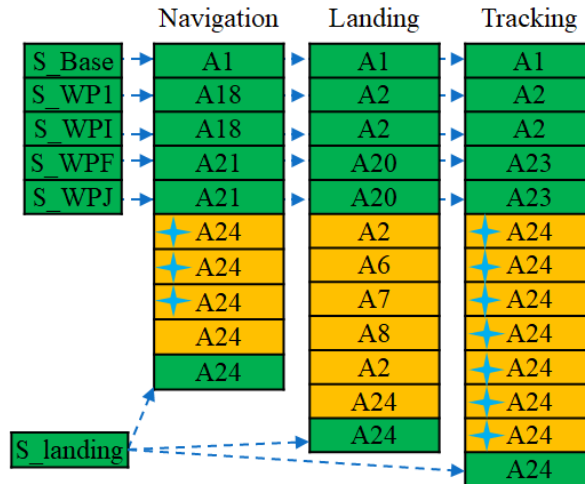 Navigation Landing Tracking
S_Base A1 A1 A1
S_WP1 A18 A2 A2
S_WPI A18 A2 A2
S_WPF A21 A20 A23
S_WPJ A21 A20 A23
A24 A2 A24
A24 A6 A24
A24 A7 A24
A24 A8 A24
A24 A2 A24
A24 A24
S_landing A24 A24
A24